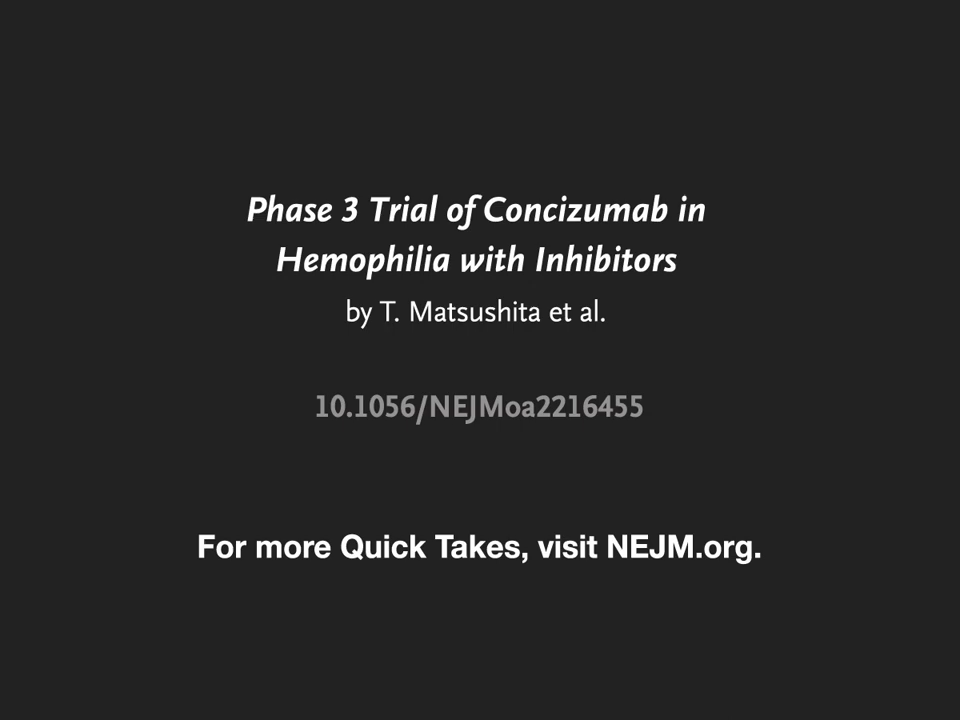 Phase 3 Trial of Concizumab in
Hemophilia with Inhibitors
by T. Matsushita et al.
10.1056/NEJMoa2216455
For more Quick Takes, visit NEJM.org.